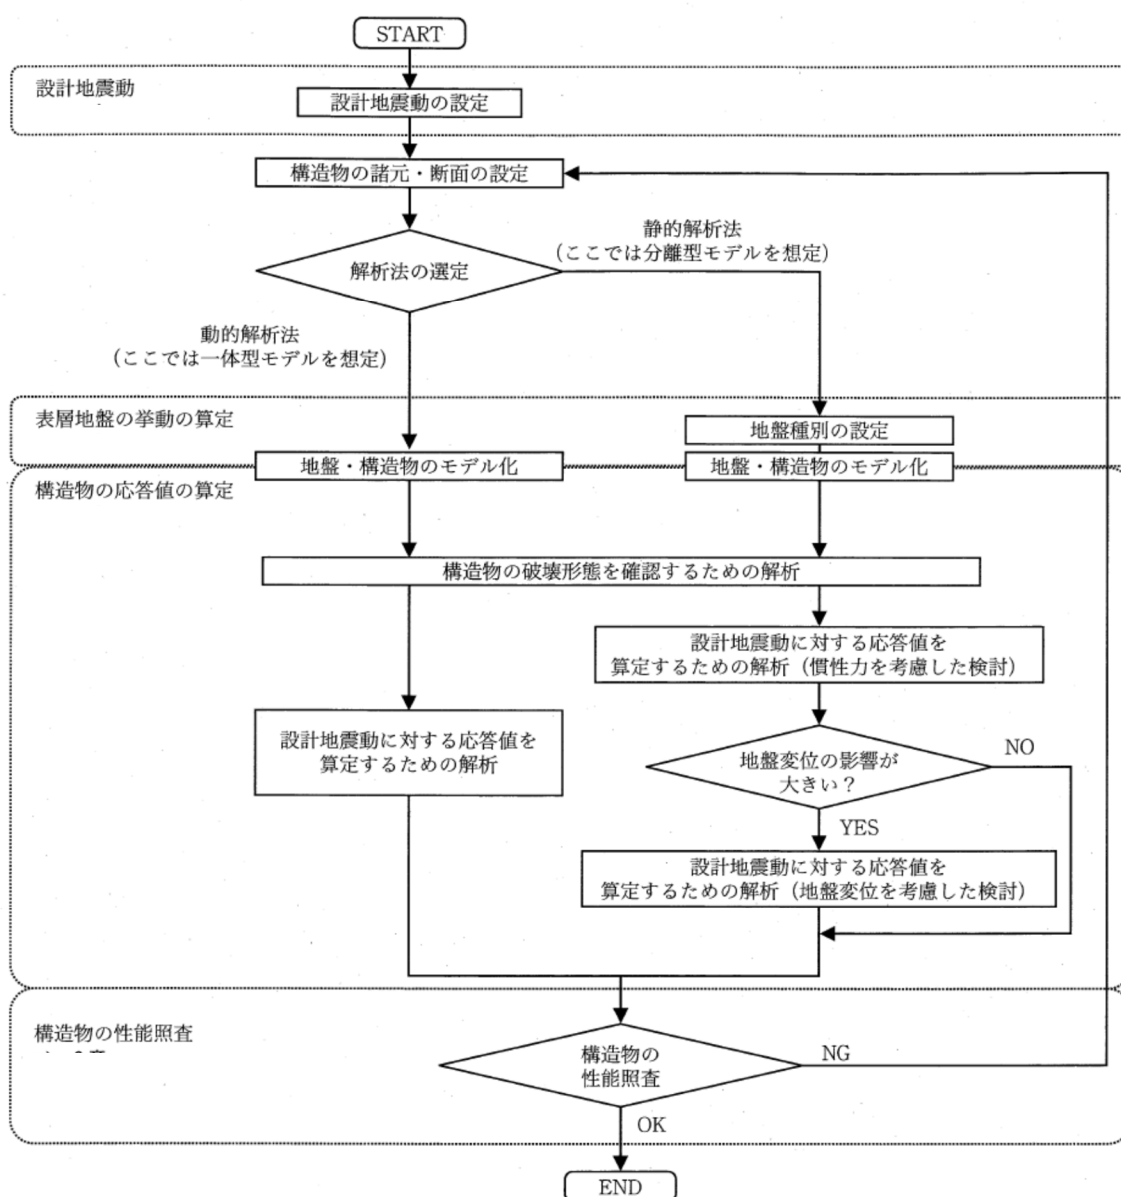 START
設計地震動
設計地震動の設定
構造物の諸元・断面の設定
静的解析法
(ここでは分離型モデルを想定)
解析法の選定
動的解析法
(ここでは一体型モデルを想定)
表層地盤の挙動の算定
地盤種別の設定
地盤・構造物のモデル化
地盤・構造物のモデル化
構造物の応答値の算定
構造物の破壊形態を確認するための解析
設計地震動に対する応答値を
算定するための解析（慣性力を考慮した検討）
設計地震動に対する応答値を
算定するための解析
地盤変位の影響が
大きい？
NO
YES
設計地震動に対する応答値を
算定するための解析（地盤変位を考慮した検討）
構造物の性能照査
構造物の
性能照査
NG
OK
END